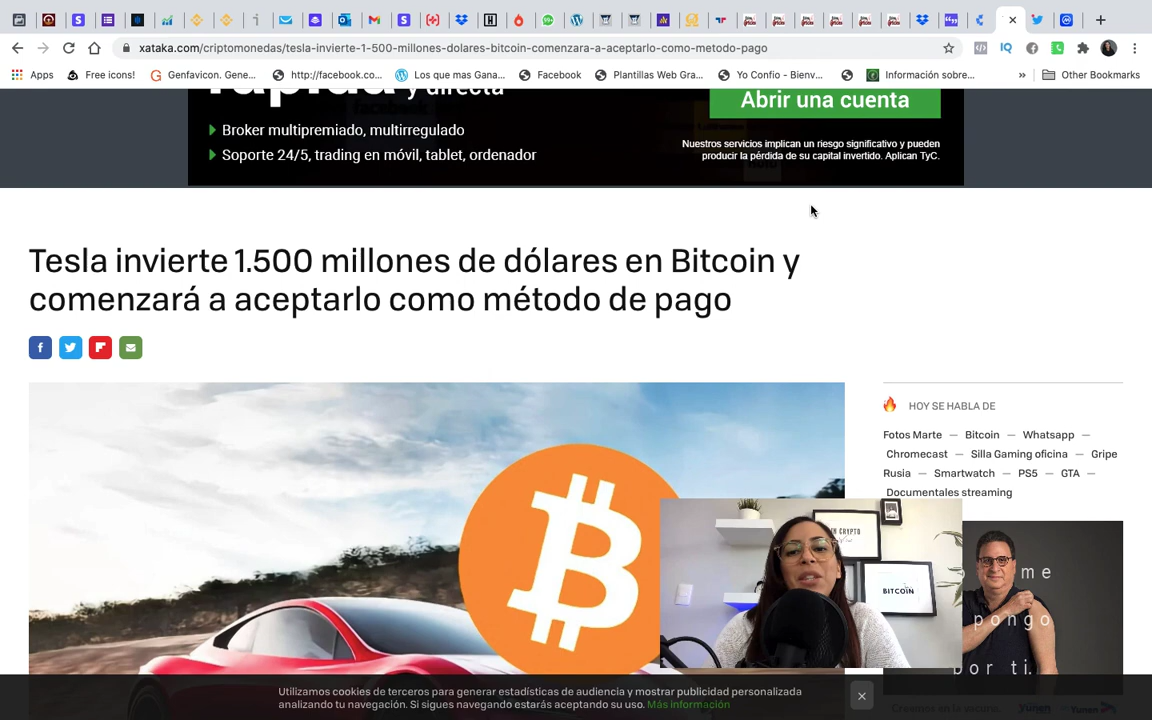 xataka.com/criptomonedas/tesla-invierte-1-500-millones-dolares-bitcoin-comenzara-a-aceptarlo-como-metodo-pago
Apps Free icons! Genfavicon. Gene... http://facebook.co... Los que mas Gana... Facebook Plantillas Web Gra... Yo Confio - Bienv... Información sobre... » Other Bookmarks
y directa
Abrir una cuenta
Broker multipremiado, multirregulado
Soporte 24/5, trading en móvil, tablet, ordenador
Nuestros servicios implican un riesgo significativo y pueden
producir la pérdida de su capital invertido. Aplican TyC.
Tesla invierte 1.500 millones de dólares en Bitcoin y
comenzará a aceptarlo como método de pago
HOY SE HABLA DE
Fotos Marte — Bitcoin — Whatsapp —
Chromecast — Silla Gaming oficina — Gripe
Rusia — Smartwatch — PS5 — GTA —
Documentales streaming
CRYPTO
BITCOIN
me
pongo
por ti.
Utilizamos cookies de terceros para generar estadísticas de audiencia y mostrar publicidad personalizada
analizando tu navegación. Si sigues navegando estarás aceptando su uso. Más información